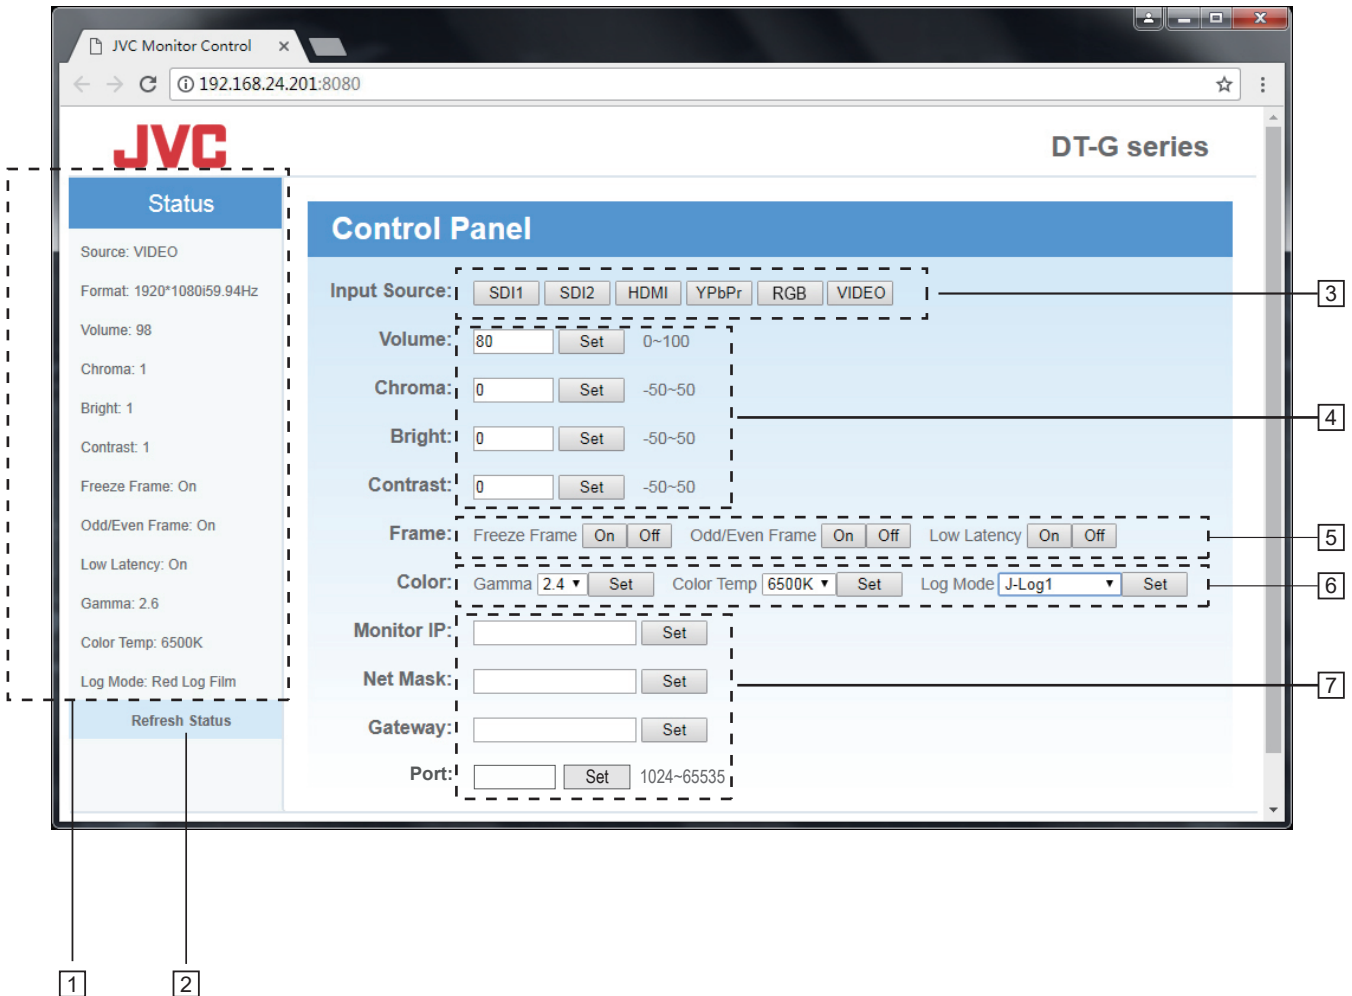 JVC Monitor Control
192.168.24.201:8080
JVC
DT-G series
Status
Source: VIDEO
Format: 1920*1080i59.94Hz
Volume: 98
Chroma: 1
Bright: 1
Contrast: 1
Freeze Frame: On
Odd/Even Frame: On
Low Latency: On
Gamma: 2.6
Color Temp: 6500K
Log Mode: Red Log Film
Refresh Status
Control Panel
Input Source: SDI1 SDI2 HDMI YPbPr RGB VIDEO
Volume: 80 Set 0~100
Chroma: 0 Set -50~50
Bright: 0 Set -50~50
Contrast: 0 Set -50~50
Frame: Freeze Frame On Off Odd/Even Frame On Off Low Latency On Off
Color: Gamma 2.4 Set Color Temp 6500K Set Log Mode J-Log1 Set
Monitor IP: Set
Net Mask: Set
Gateway: Set
Port: Set 1024~65535
3
4
5
6
7
1
2